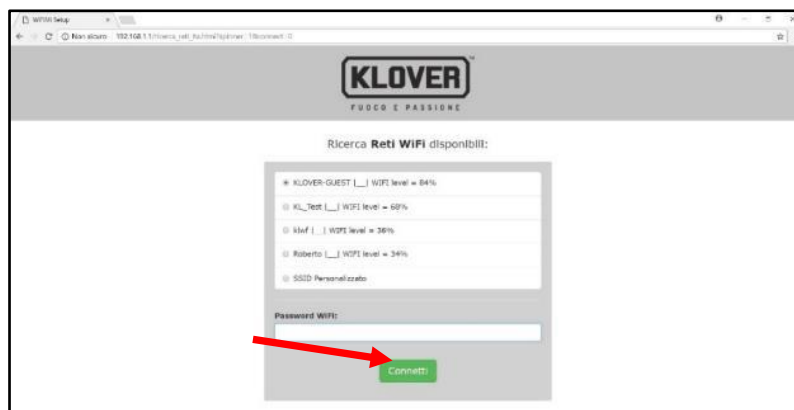 WiFi Setup
Non sicuro
KLOVER
FUOCO E PASSIONE
Ricerca Reti WiFi disponibili:
KLOVER-GUEST [__] WIFI level = 84%
KL_Test [__] WIFI level = 68%
klwf [__] WIFI level = 36%
Roberto [__] WIFI level = 34%
SSID Personalizzato
Password WiFi:
Connetti